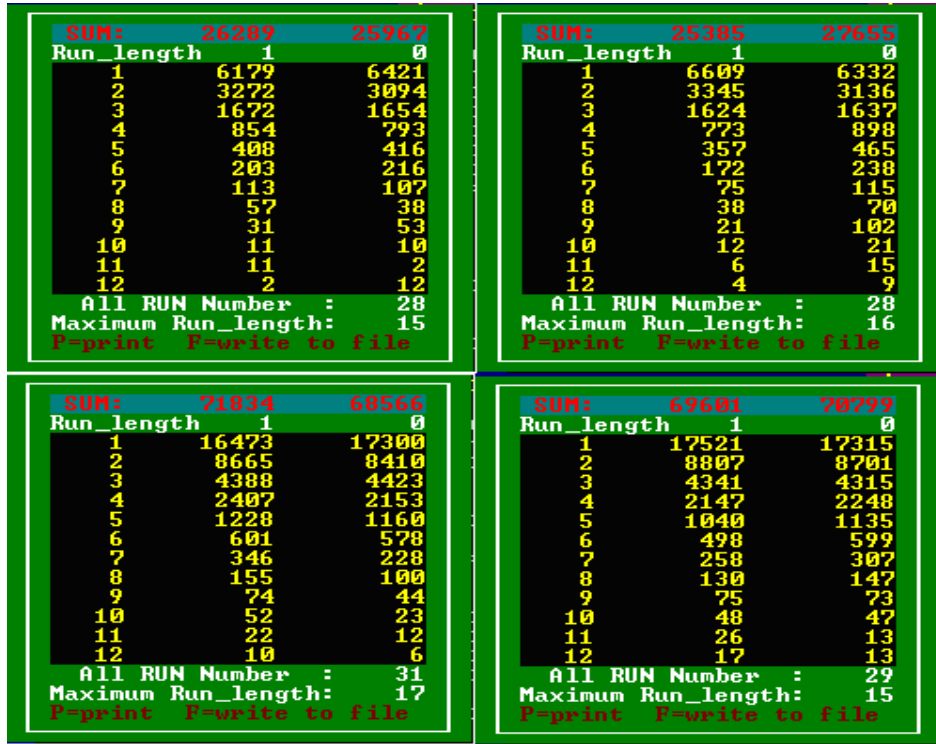 SUM: 26289 25967
Run_length 1 0
1 6179 6421
2 3272 3094
3 1672 1654
4 854 793
5 408 416
6 203 216
7 113 107
8 57 38
9 31 53
10 11 10
11 11 2
12 2 12
All RUN Number : 28
Maximum Run_length: 15
P=print F=write to file
SUM: 25385 27655
Run_length 1 0
1 6609 6332
2 3345 3136
3 1624 1637
4 773 898
5 357 465
6 172 238
7 75 115
8 38 70
9 21 102
10 12 21
11 6 15
12 4 9
All RUN Number : 28
Maximum Run_length: 16
P=print F=write to file
SUM: 71834 68566
Run_length 1 0
1 16473 17300
2 8665 8410
3 4388 4423
4 2407 2153
5 1228 1160
6 601 578
7 346 228
8 155 100
9 74 44
10 52 23
11 22 12
12 10 6
All RUN Number : 31
Maximum Run_length: 17
P=print F=write to file
SUM: 69601 70799
Run_length 1 0
1 17521 17315
2 8807 8701
3 4341 4315
4 2147 2248
5 1040 1135
6 498 599
7 258 307
8 130 147
9 75 73
10 48 47
11 26 13
12 17 13
All RUN Number : 29
Maximum Run_length: 15
P=print F=write to file